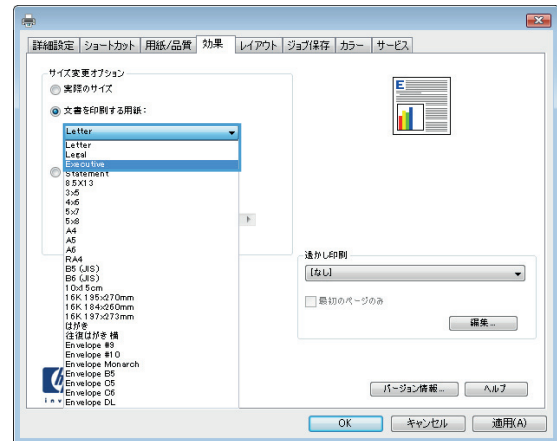 詳細設定 ショートカット 用紙/品質 効果 レイアウト ジョブ保存 カラー サービス
サイズ変更オプション
実際のサイズ
文書を印刷する用紙:
Letter
Letter
Legal
Executive
Statement
8.5X13
3x5
4x6
5x7
5x8
A4
A5
A6
RA4
B5 (JIS)
B6 (JIS)
10x15cm
16K 195x270mm
16K 184x260mm
16K 197x273mm
はがき
往復はがき 横
Envelope #9
Envelope #10
Envelope Monarch
Envelope B5
Envelope C5
Envelope C6
Envelope DL
E
透かし印刷
[なし]
最初のページのみ
編集...
inv
バージョン情報... ヘルプ
OK キャンセル 適用(A)